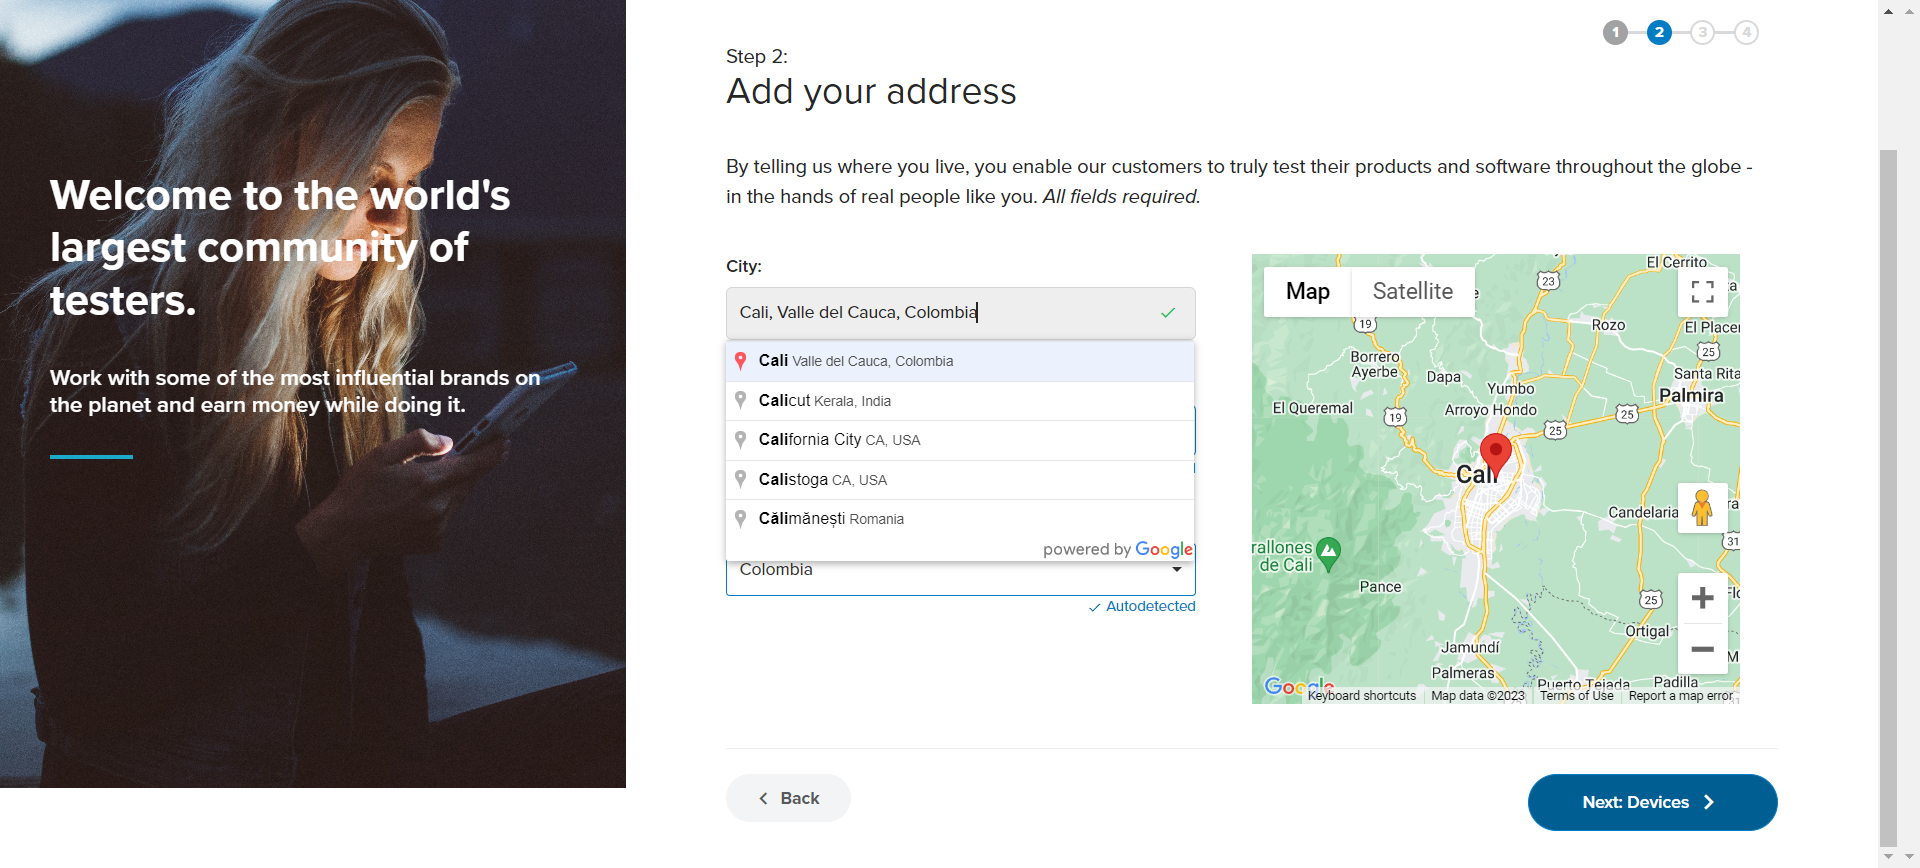 Welcome to the world's
largest community of
testers.
Work with some of the most influential brands on
the planet and earn money while doing it.
1 2 3 4
Step 2:
Add your address
By telling us where you live, you enable our customers to truly test their products and software throughout the globe -
in the hands of real people like you. All fields required.
City:
Cali, Valle del Cauca, Colombia
Cali Valle del Cauca, Colombia
Calicut Kerala, India
California City CA, USA
Calistoga CA, USA
Călimănești Romania
powered by Google
Colombia
Autodetected
Map Satellite
El Cerrito
23
19
Rozo
El Placer
25
Borrero
Ayerbe
Dapa
Santa Rita
Yumbo
Palmira
El Queremal
19
Arroyo Hondo
25
25
Cali
Candelaria
31
rallones
de Cali
Pance
25
Ortigal
Jamundí
Palmeras
Puerto Tejada
Padilla
Google
Keyboard shortcuts
Map data ©2023
Terms of Use
Report a map error
Back
Next: Devices